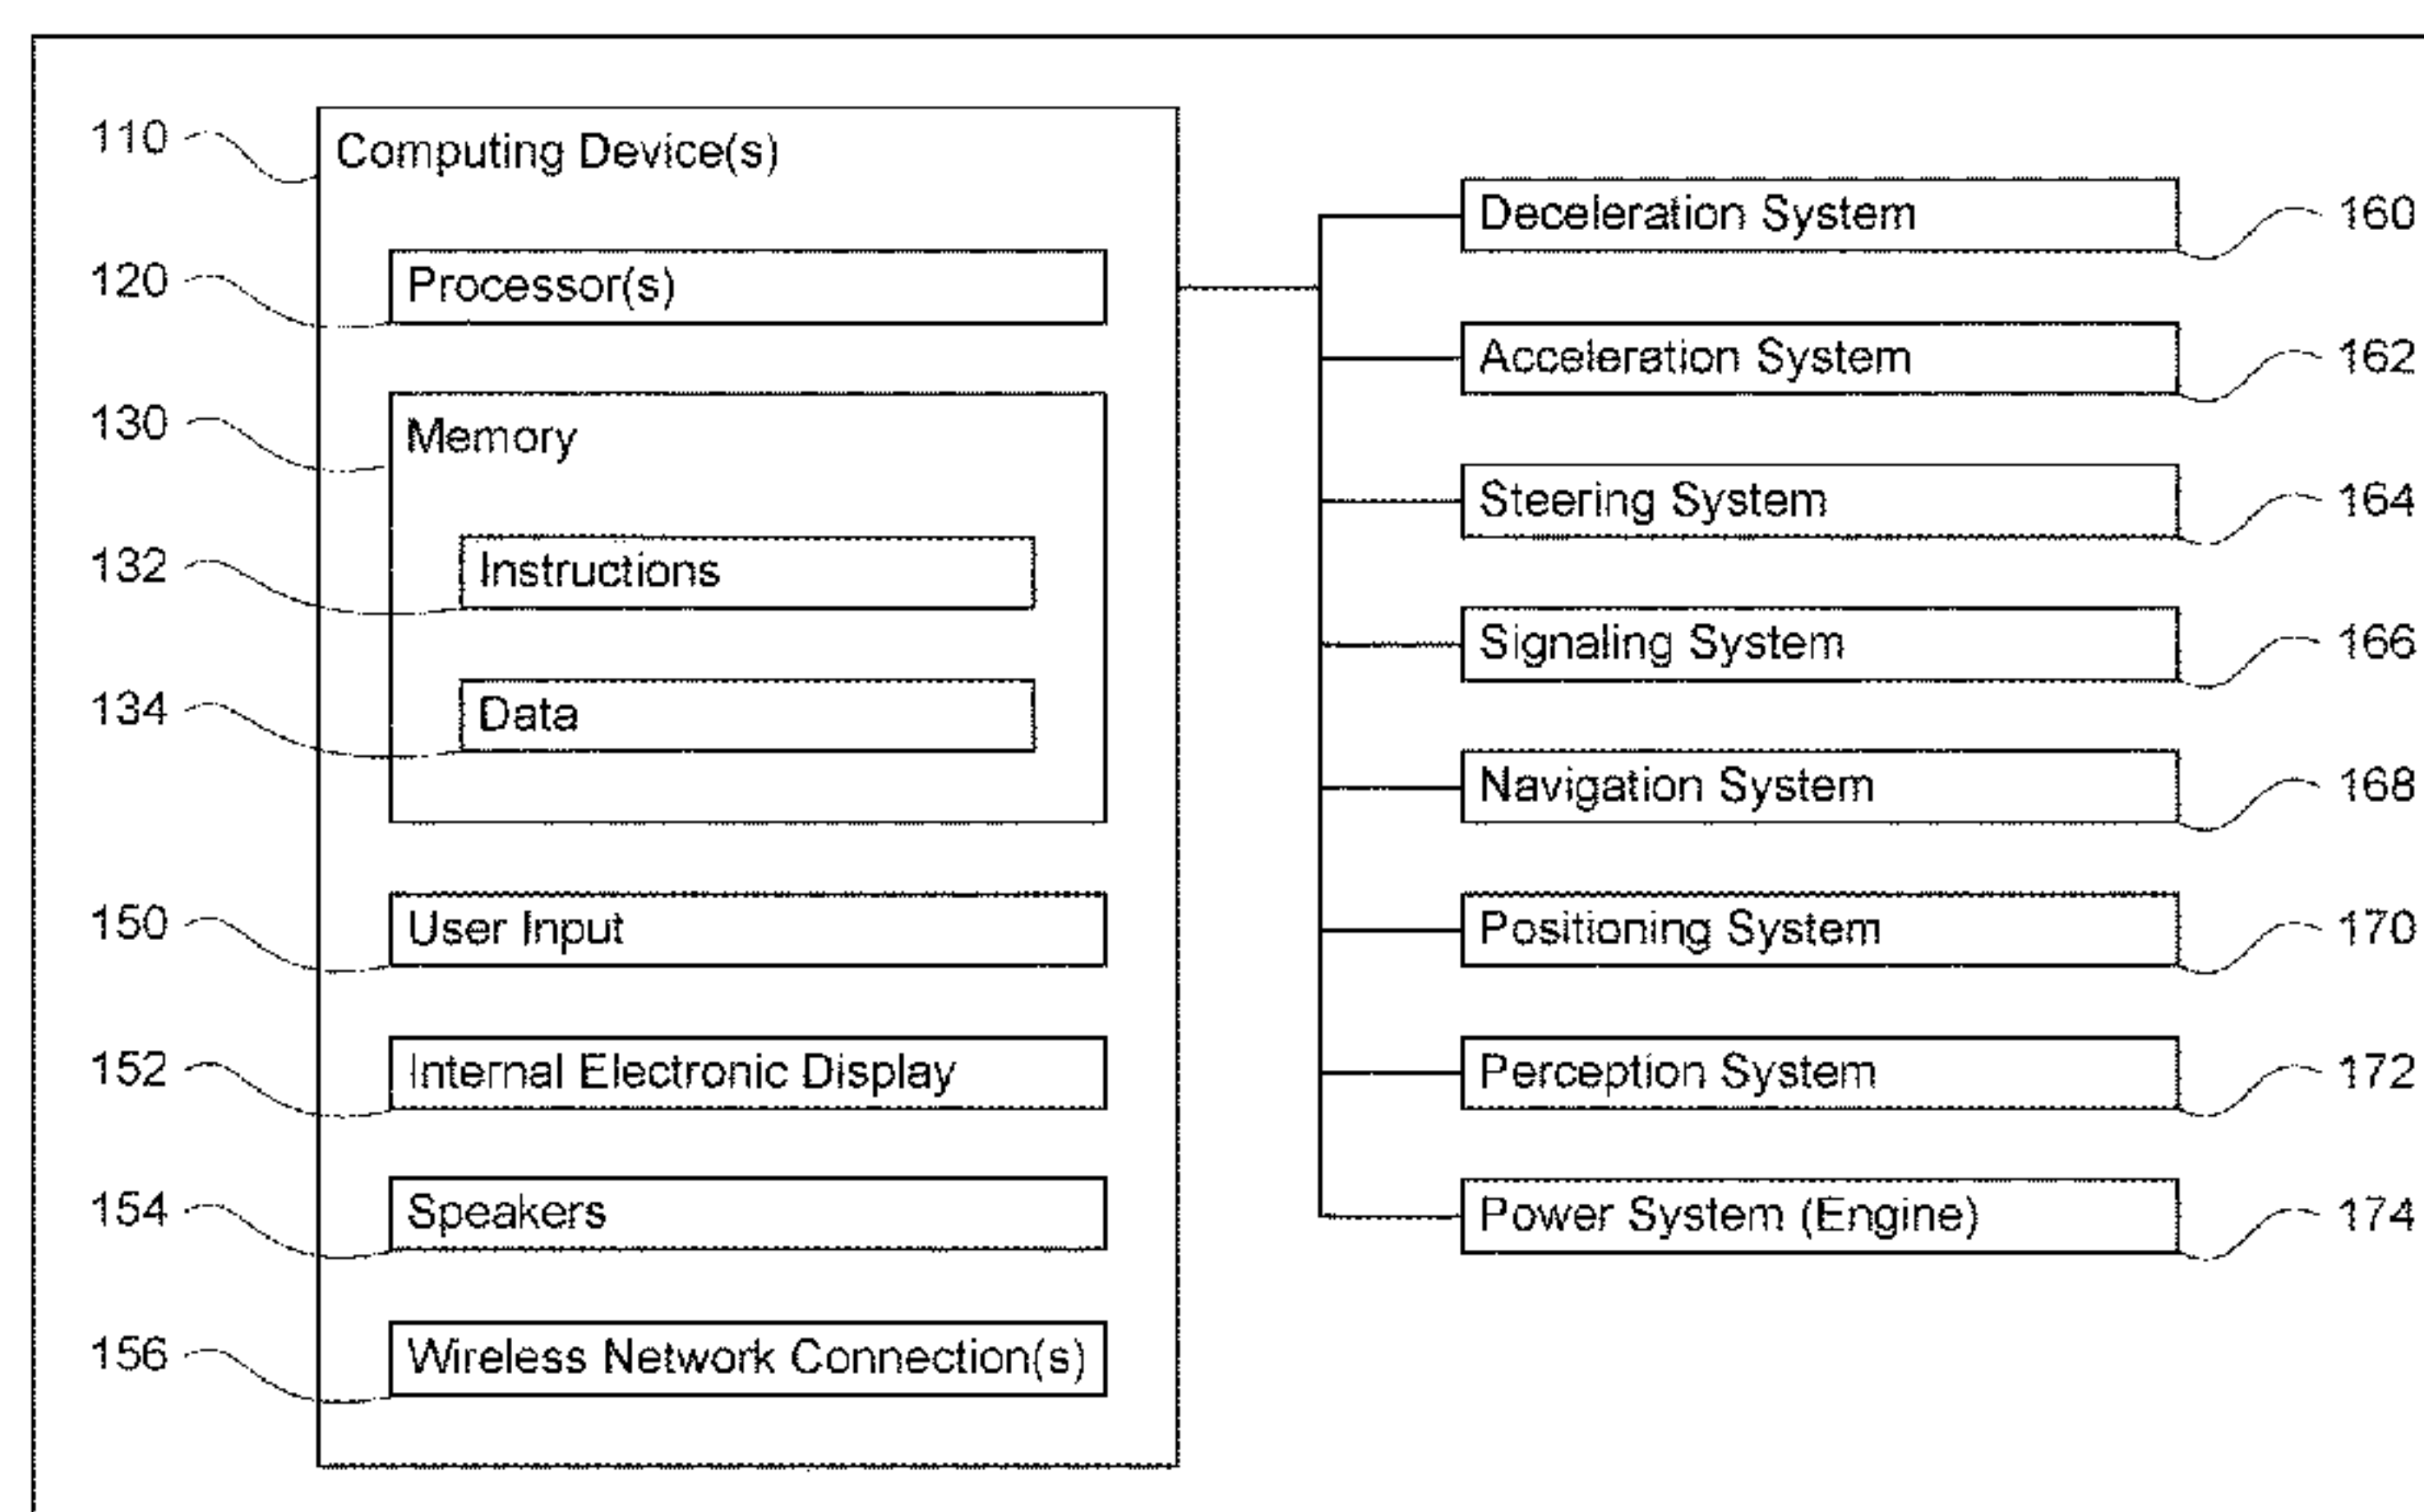 110 Computing Device(s)
120 Processor(s)
130 Memory
132 Instructions
134 Data
150 User Input
152 Internal Electronic Display
154 Speakers
156 Wireless Network Connection(s)
Deceleration System 160
Acceleration System 162
Steering System 164
Signaling System 166
Navigation System 168
Positioning System 170
Perception System 172
Power System (Engine) 174